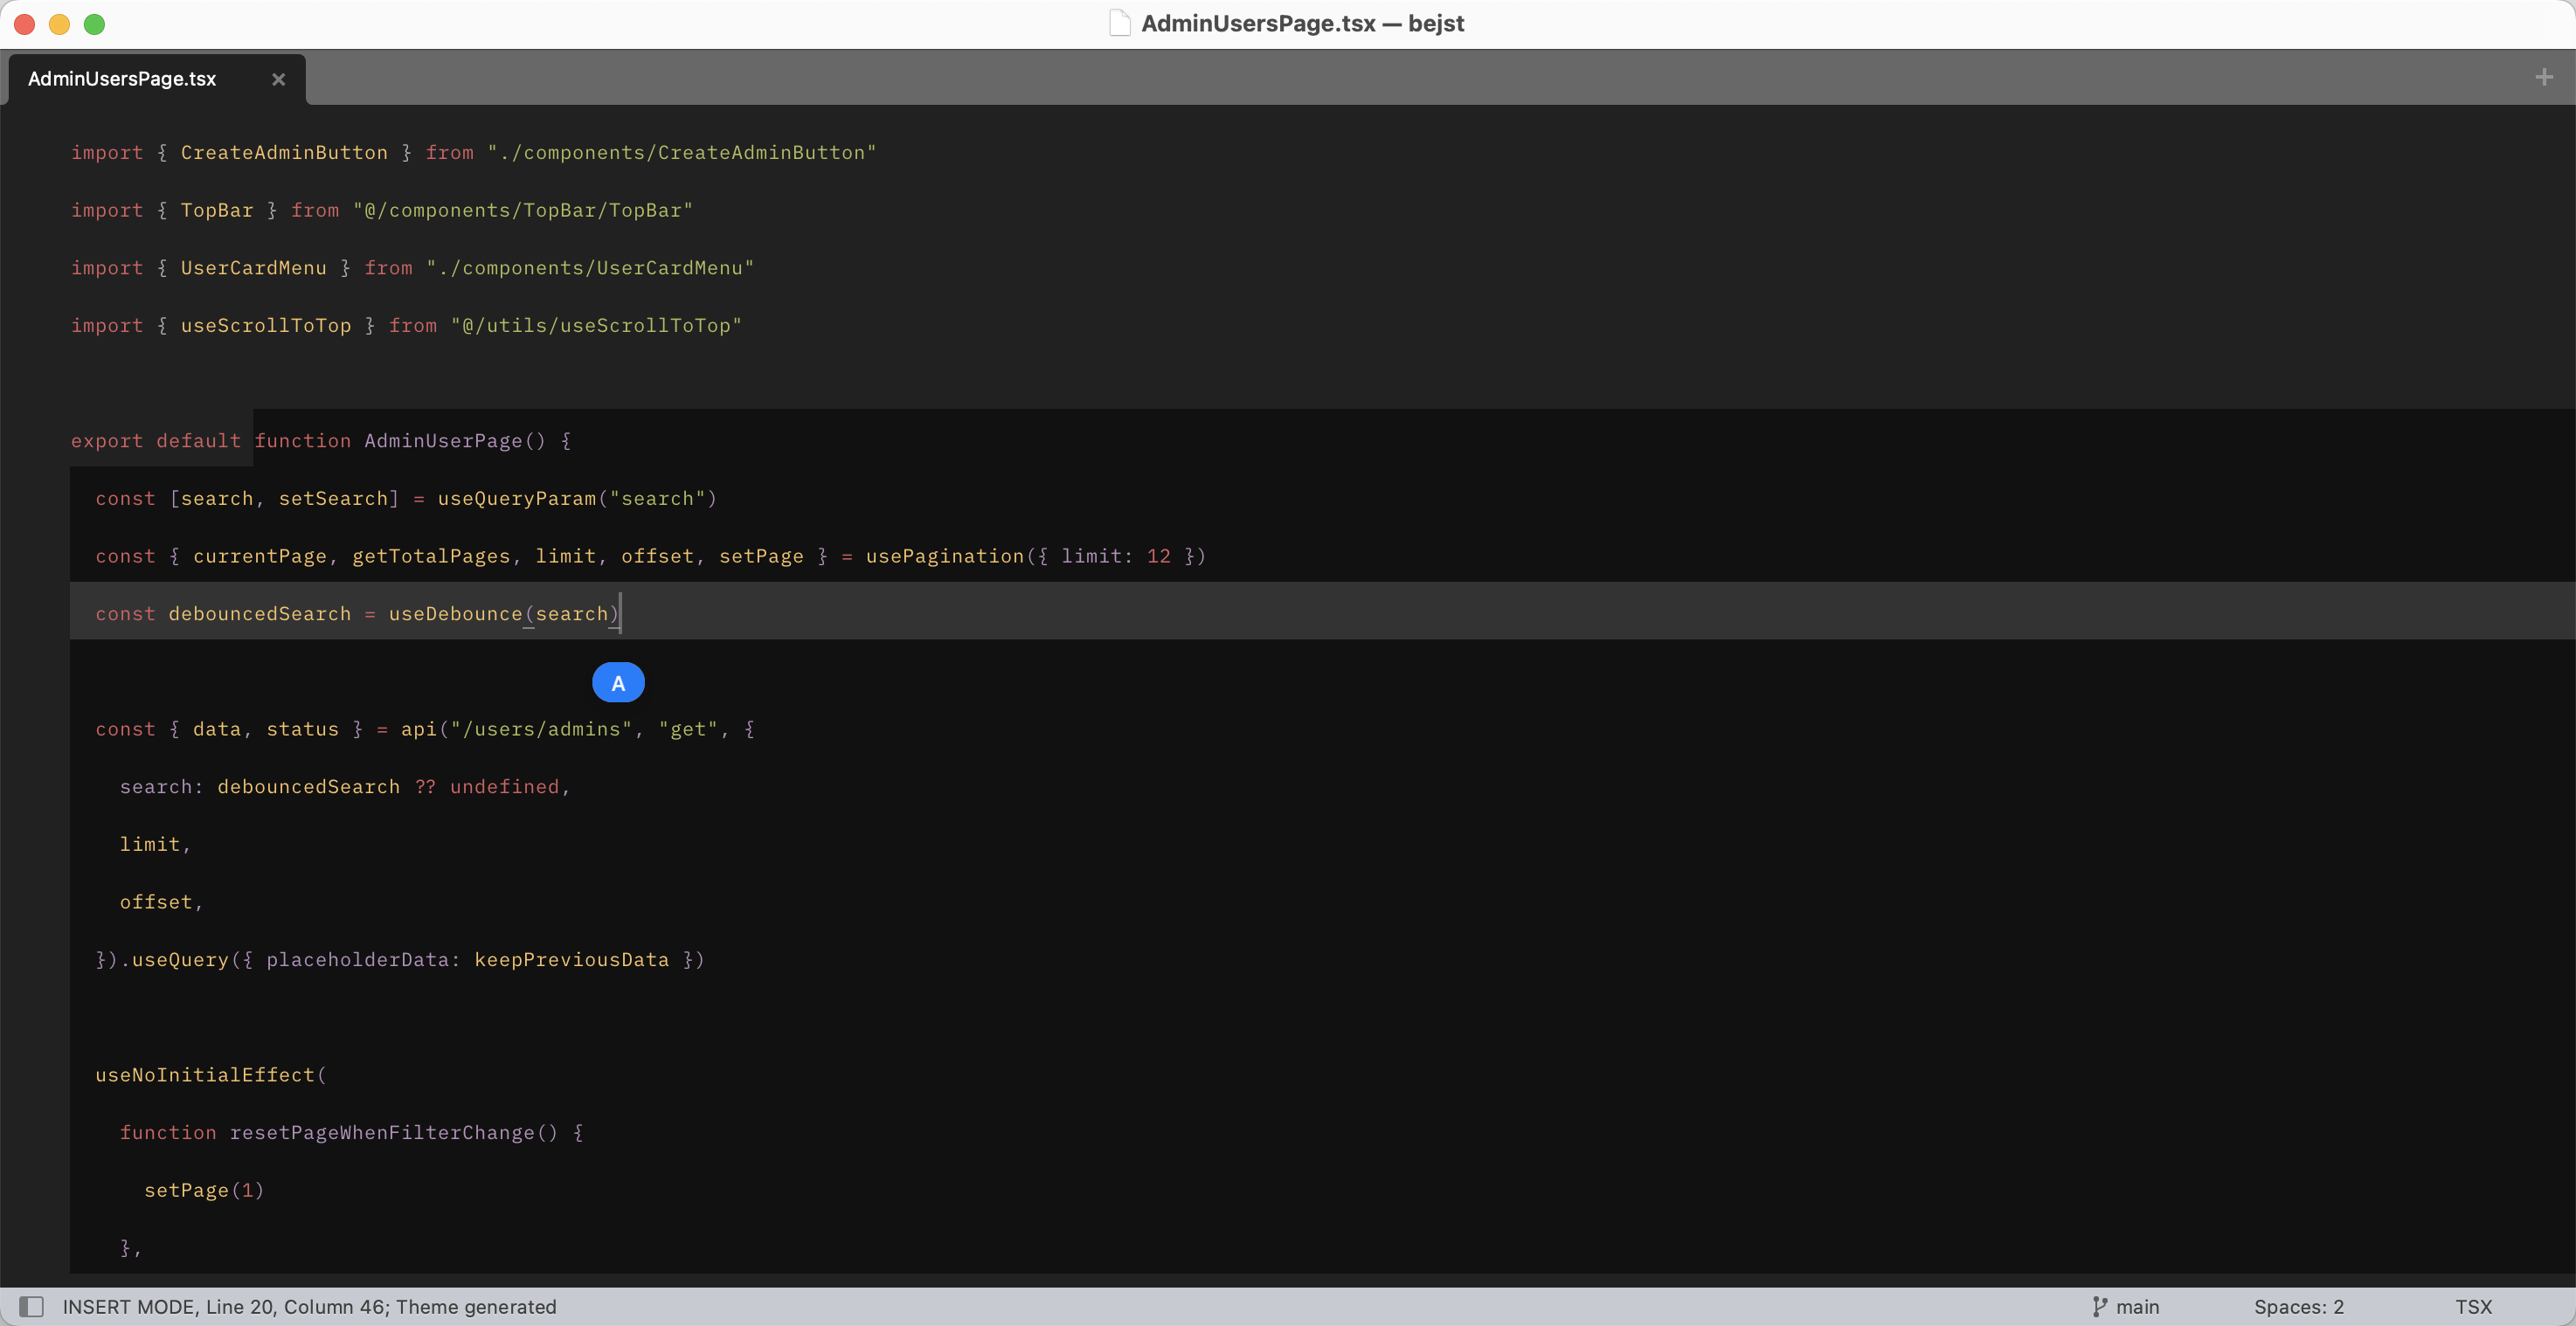 AdminUsersPage.tsx — bejst
AdminUsersPage.tsx
import { CreateAdminButton } from "./components/CreateAdminButton"
import { TopBar } from "@/components/TopBar/TopBar"
import { UserCardMenu } from "./components/UserCardMenu"
import { useScrollToTop } from "@/utils/useScrollToTop"
export default function AdminUserPage() {
const [search, setSearch] = useQueryParam("search")
const { currentPage, getTotalPages, limit, offset, setPage } = usePagination({ limit: 12 })
const debouncedSearch = useDebounce(search)
A
const { data, status } = api("/users/admins", "get", {
search: debouncedSearch ?? undefined,
limit,
offset,
}).useQuery({ placeholderData: keepPreviousData })
useNoInitialEffect(
function resetPageWhenFilterChange() {
setPage(1)
},
INSERT MODE, Line 20, Column 46; Theme generated
main
Spaces: 2
TSX